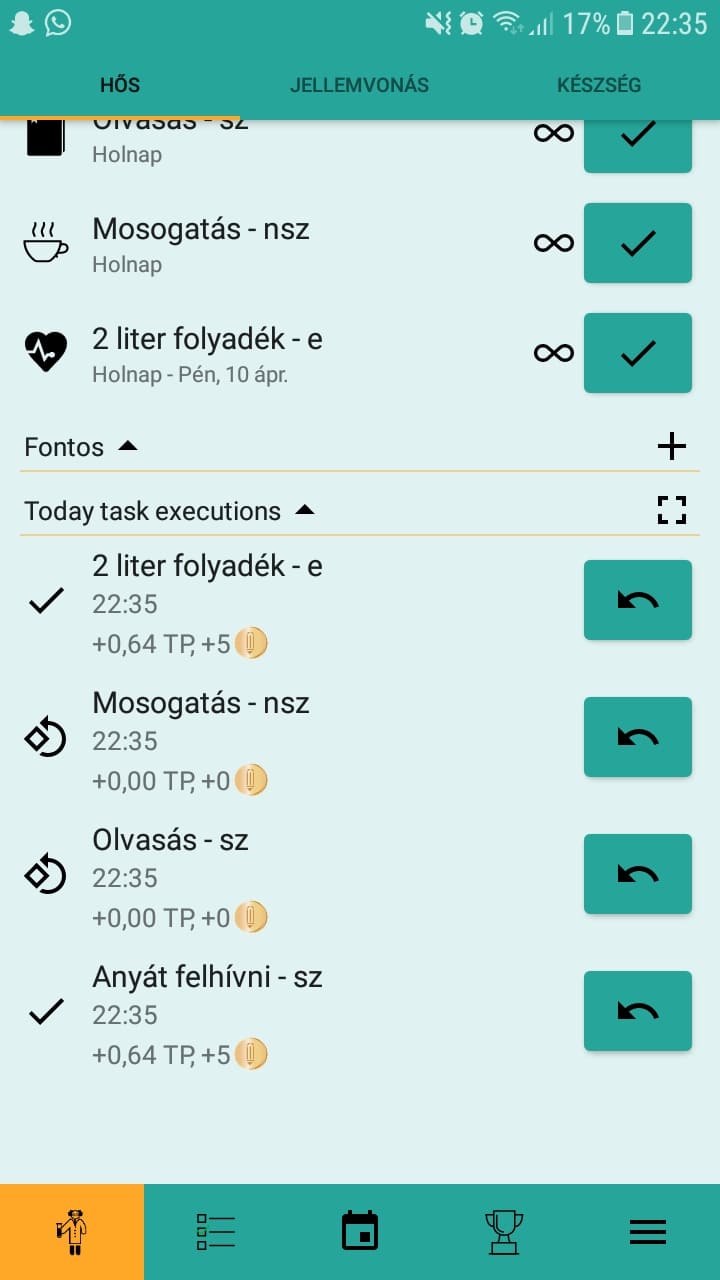 17% 22:35
HŐS JELLEMVONÁS KÉSZSÉG
Olvasás - sz
Holnap
Mosogatás - nsz
Holnap
2 liter folyadék - e
Holnap - Pén, 10 ápr.
Fontos
Today task executions
2 liter folyadék - e
22:35
+0,64 TP, +5
Mosogatás - nsz
22:35
+0,00 TP, +0
Olvasás - sz
22:35
+0,00 TP, +0
Anyát felhívni - sz
22:35
+0,64 TP, +5